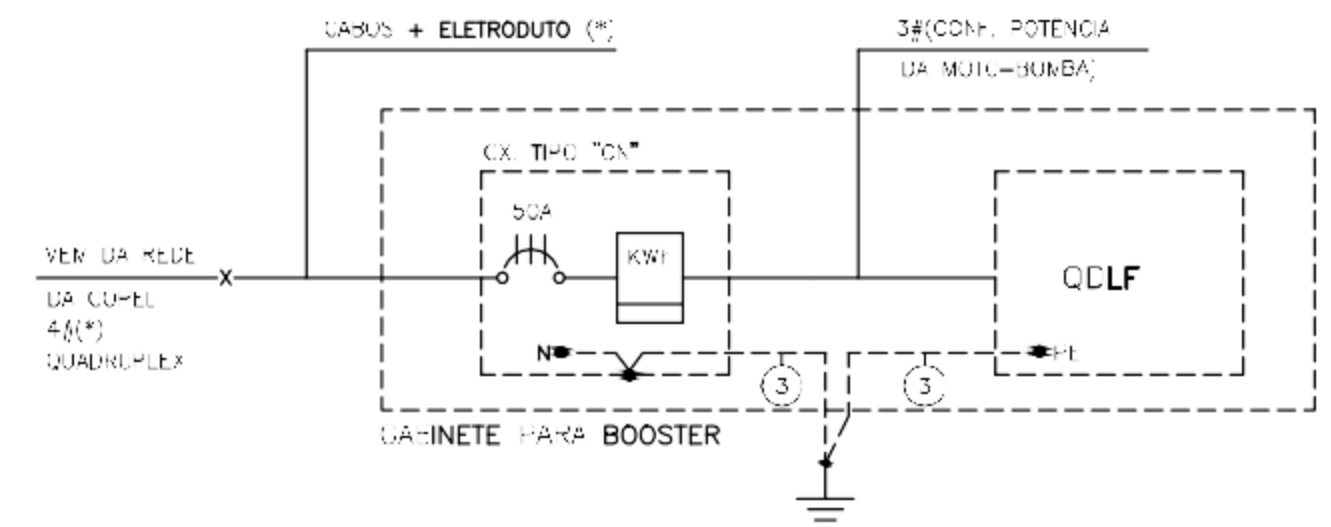 CABOS + ELETRODUTO (*)
3#(CONF. POTENCIA
DA MOTO-BOMBA)
CX. TIPO "CN"
50A
VEM DA REDE
KWH
QDLF
DA COPEL
4#(*)
QUADRUPLEX
N
PE
3
3
GABINETE PARA BOOSTER